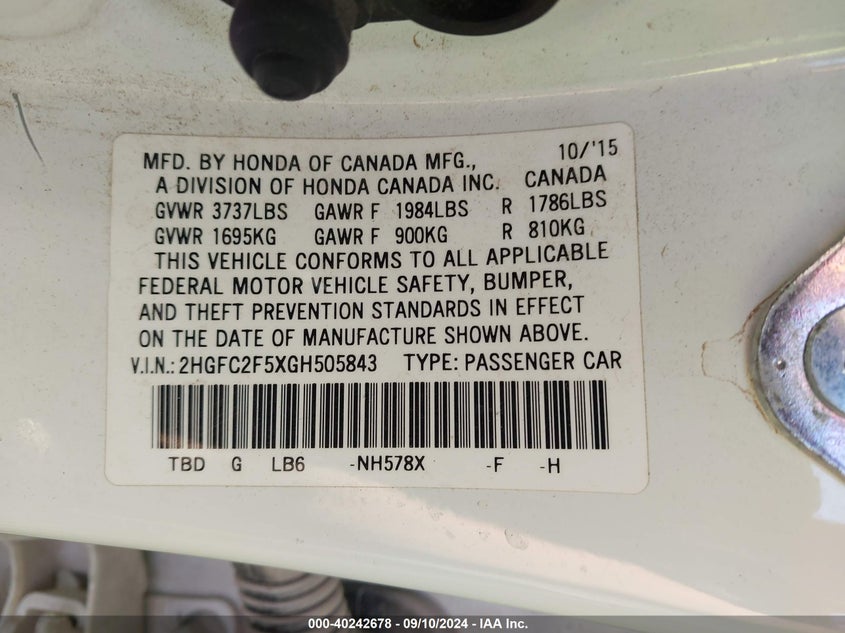 MFD. BY HONDA OF CANADA MFG., 10/'15
A DIVISION OF HONDA CANADA INC. CANADA
GVWR 3737LBS GAWR F 1984LBS R 1786LBS
GVWR 1695KG GAWR F 900KG R 810KG
THIS VEHICLE CONFORMS TO ALL APPLICABLE
FEDERAL MOTOR VEHICLE SAFETY, BUMPER,
AND THEFT PREVENTION STANDARDS IN EFFECT
ON THE DATE OF MANUFACTURE SHOWN ABOVE.
V.I.N.: 2HGFC2F5XGH505843 TYPE: PASSENGER CAR
TBD G LB6 -NH578X -F -H
000-40242678 - 09/10/2024 - IAA Inc.